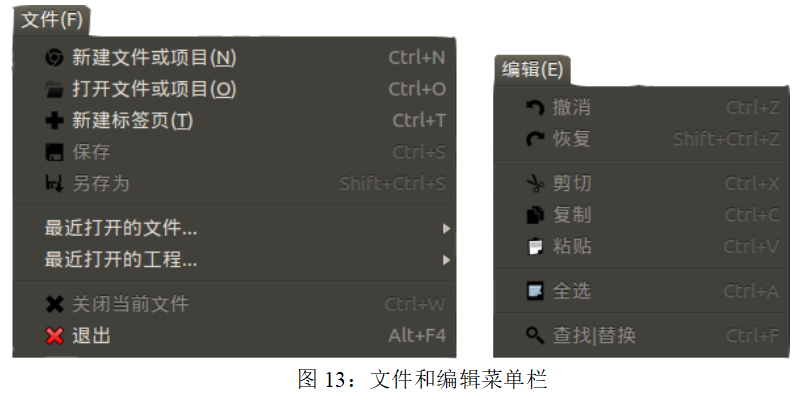 文件(F)
新建文件或项目(N) Ctrl+N
打开文件或项目(O) Ctrl+O
新建标签页(T) Ctrl+T
保存 Ctrl+S
另存为 Shift+Ctrl+S
最近打开的文件...
最近打开的工程...
关闭当前文件 Ctrl+W
退出 Alt+F4
编辑(E)
撤消 Ctrl+Z
恢复 Shift+Ctrl+Z
剪切 Ctrl+X
复制 Ctrl+C
粘贴 Ctrl+V
全选 Ctrl+A
查找|替换 Ctrl+F
图 13：文件和编辑菜单栏